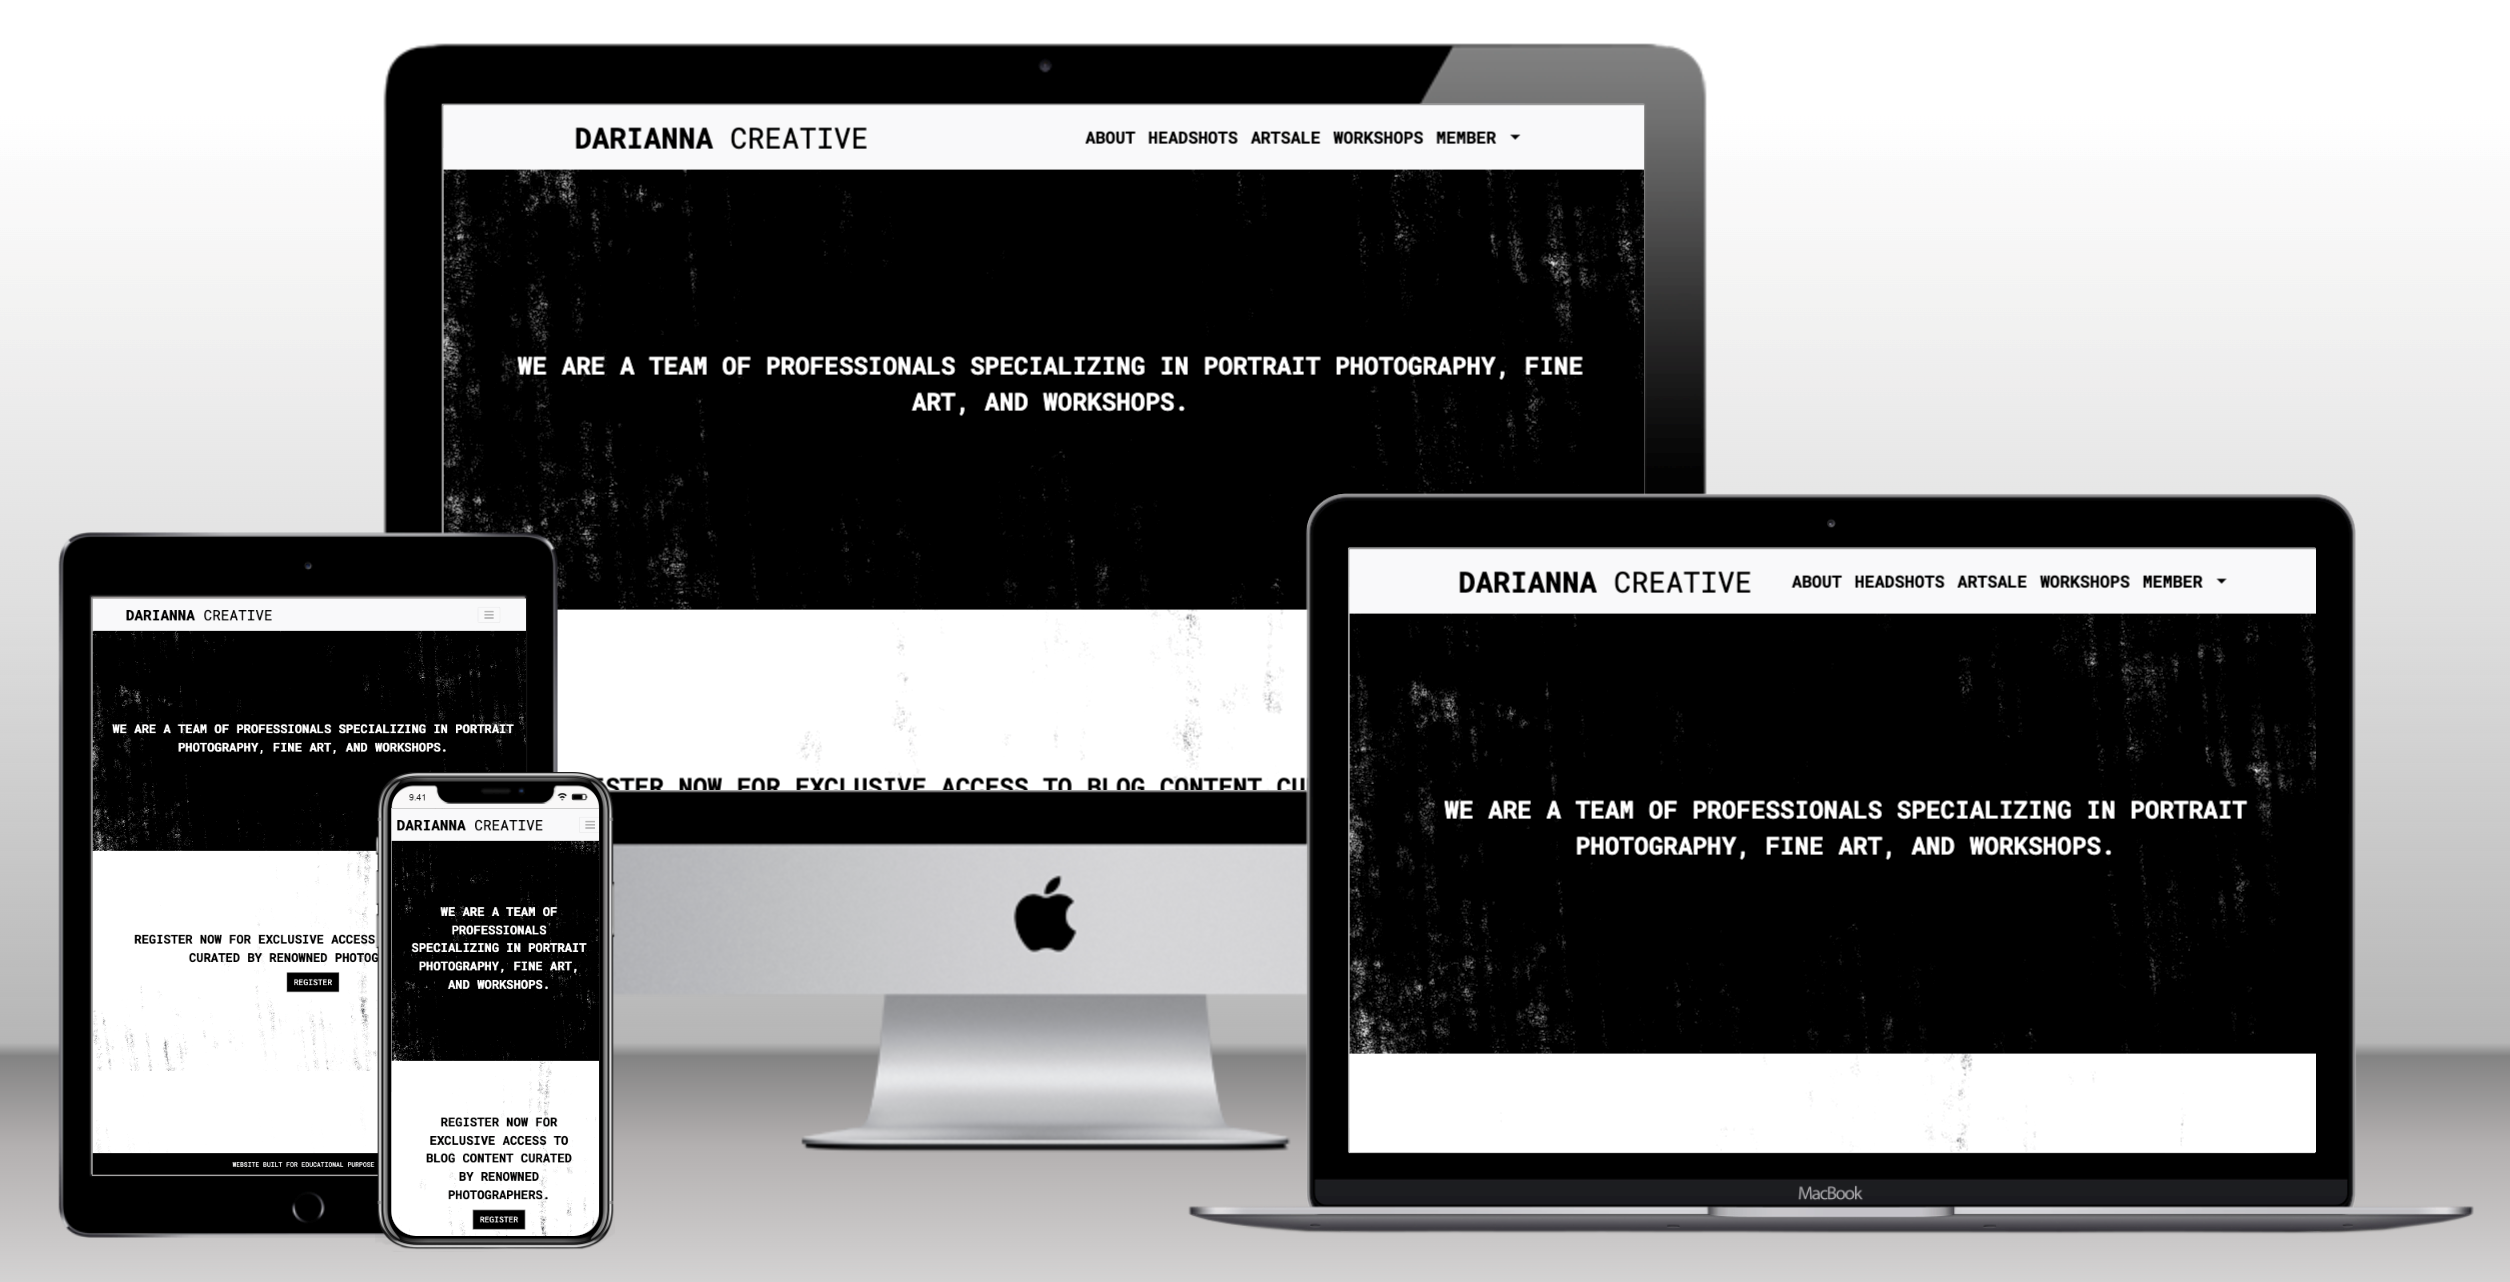 DARIANNA CREATIVE
ABOUT HEADSHOTS ARTSALE WORKSHOPS MEMBER
WE ARE A TEAM OF PROFESSIONALS SPECIALIZING IN PORTRAIT PHOTOGRAPHY, FINE
ART, AND WORKSHOPS.
STER NOW FOR EXCLUSIVE ACCESS TO BLOG CONTENT CU
DARIANNA CREATIVE
WE ARE A TEAM OF PROFESSIONALS SPECIALIZING IN PORTRAIT
PHOTOGRAPHY, FINE ART, AND WORKSHOPS.
REGISTER NOW FOR EXCLUSIVE ACCESS
CURATED BY RENOWNED PHOTOG
REGISTER
WEBSITE BUILT FOR EDUCATIONAL PURPOSE
9.41
DARIANNA CREATIVE
WE ARE A TEAM OF
PROFESSIONALS
SPECIALIZING IN PORTRAIT
PHOTOGRAPHY, FINE ART,
AND WORKSHOPS.
REGISTER NOW FOR
EXCLUSIVE ACCESS TO
BLOG CONTENT CURATED
BY RENOWNED
PHOTOGRAPHERS.
REGISTER
DARIANNA CREATIVE
ABOUT HEADSHOTS ARTSALE WORKSHOPS MEMBER
WE ARE A TEAM OF PROFESSIONALS SPECIALIZING IN PORTRAIT
PHOTOGRAPHY, FINE ART, AND WORKSHOPS.
MacBook